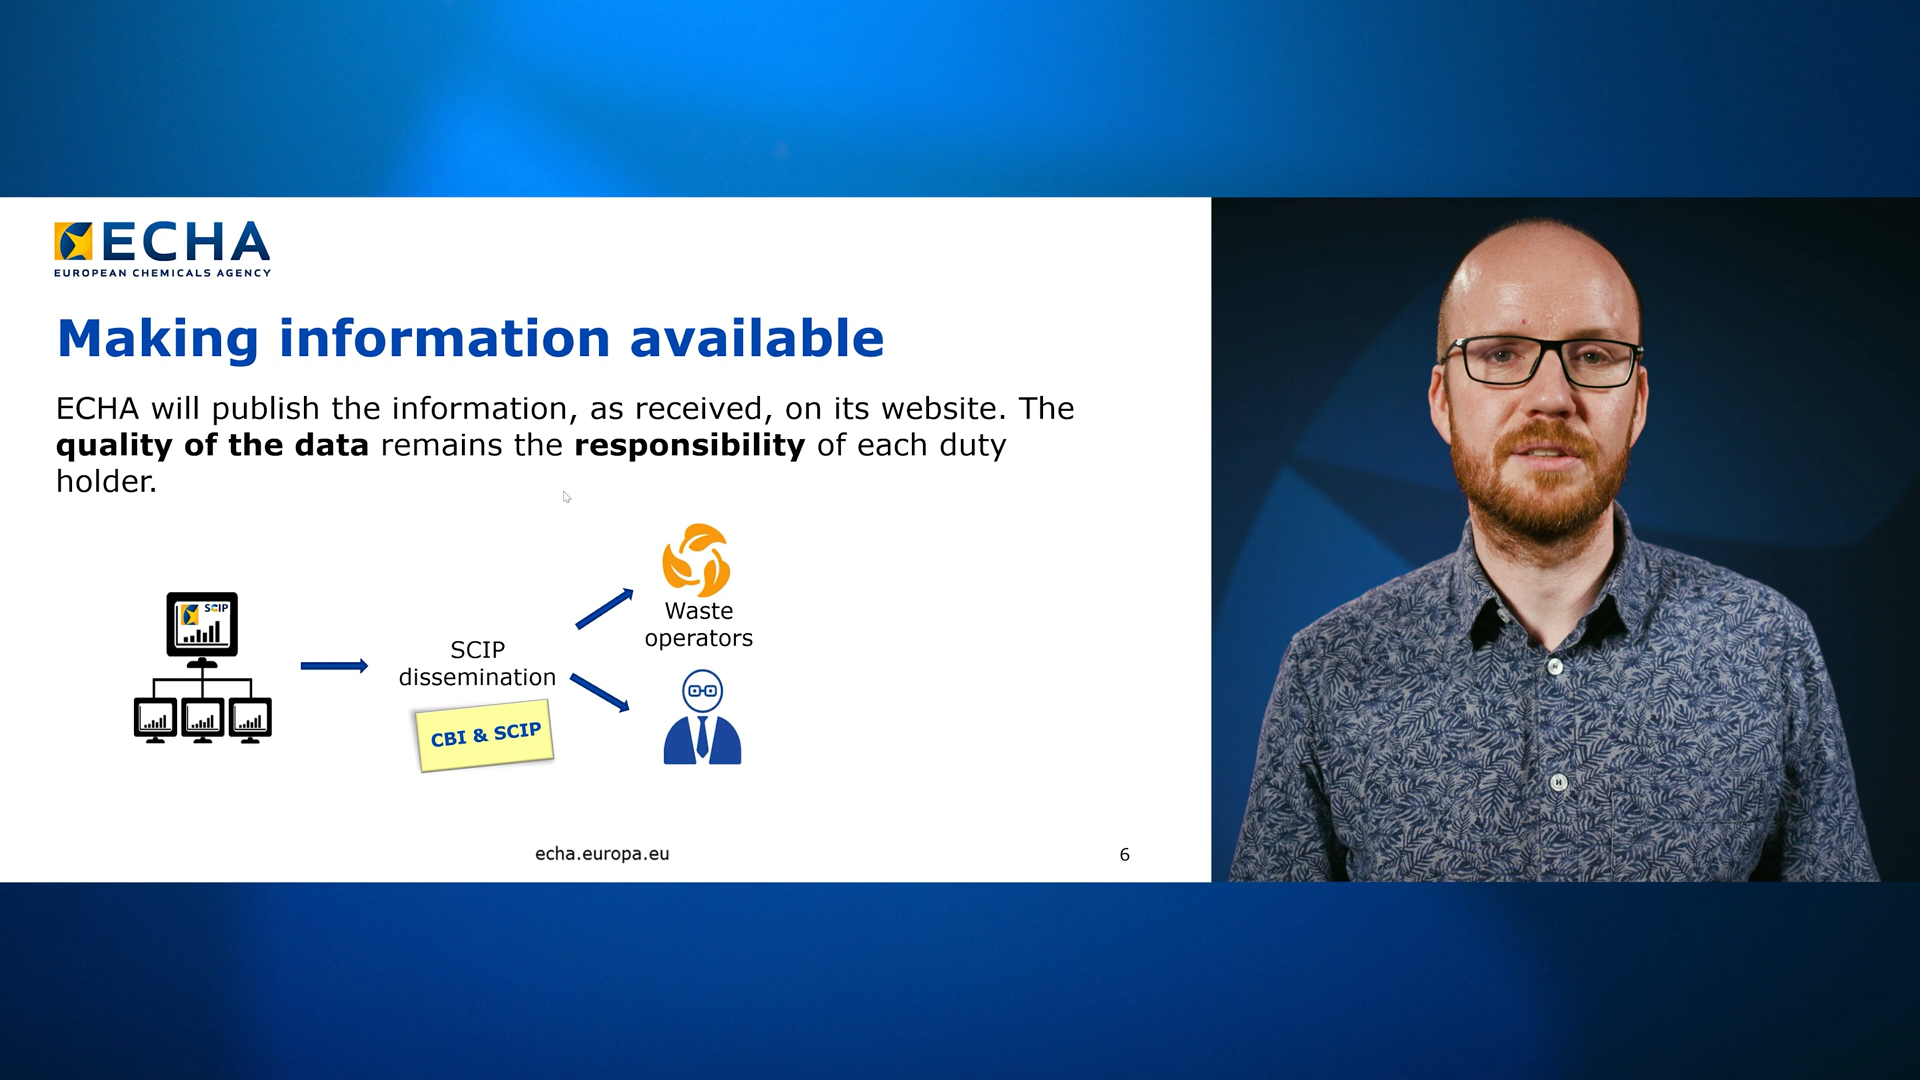 ECHA
EUROPEAN CHEMICALS AGENCY
Making information available
ECHA will publish the information, as received, on its website. The
quality of the data remains the responsibility of each duty
holder.
SCIP
SCIP
dissemination
CBI & SCIP
Waste
operators
echa.europa.eu
6